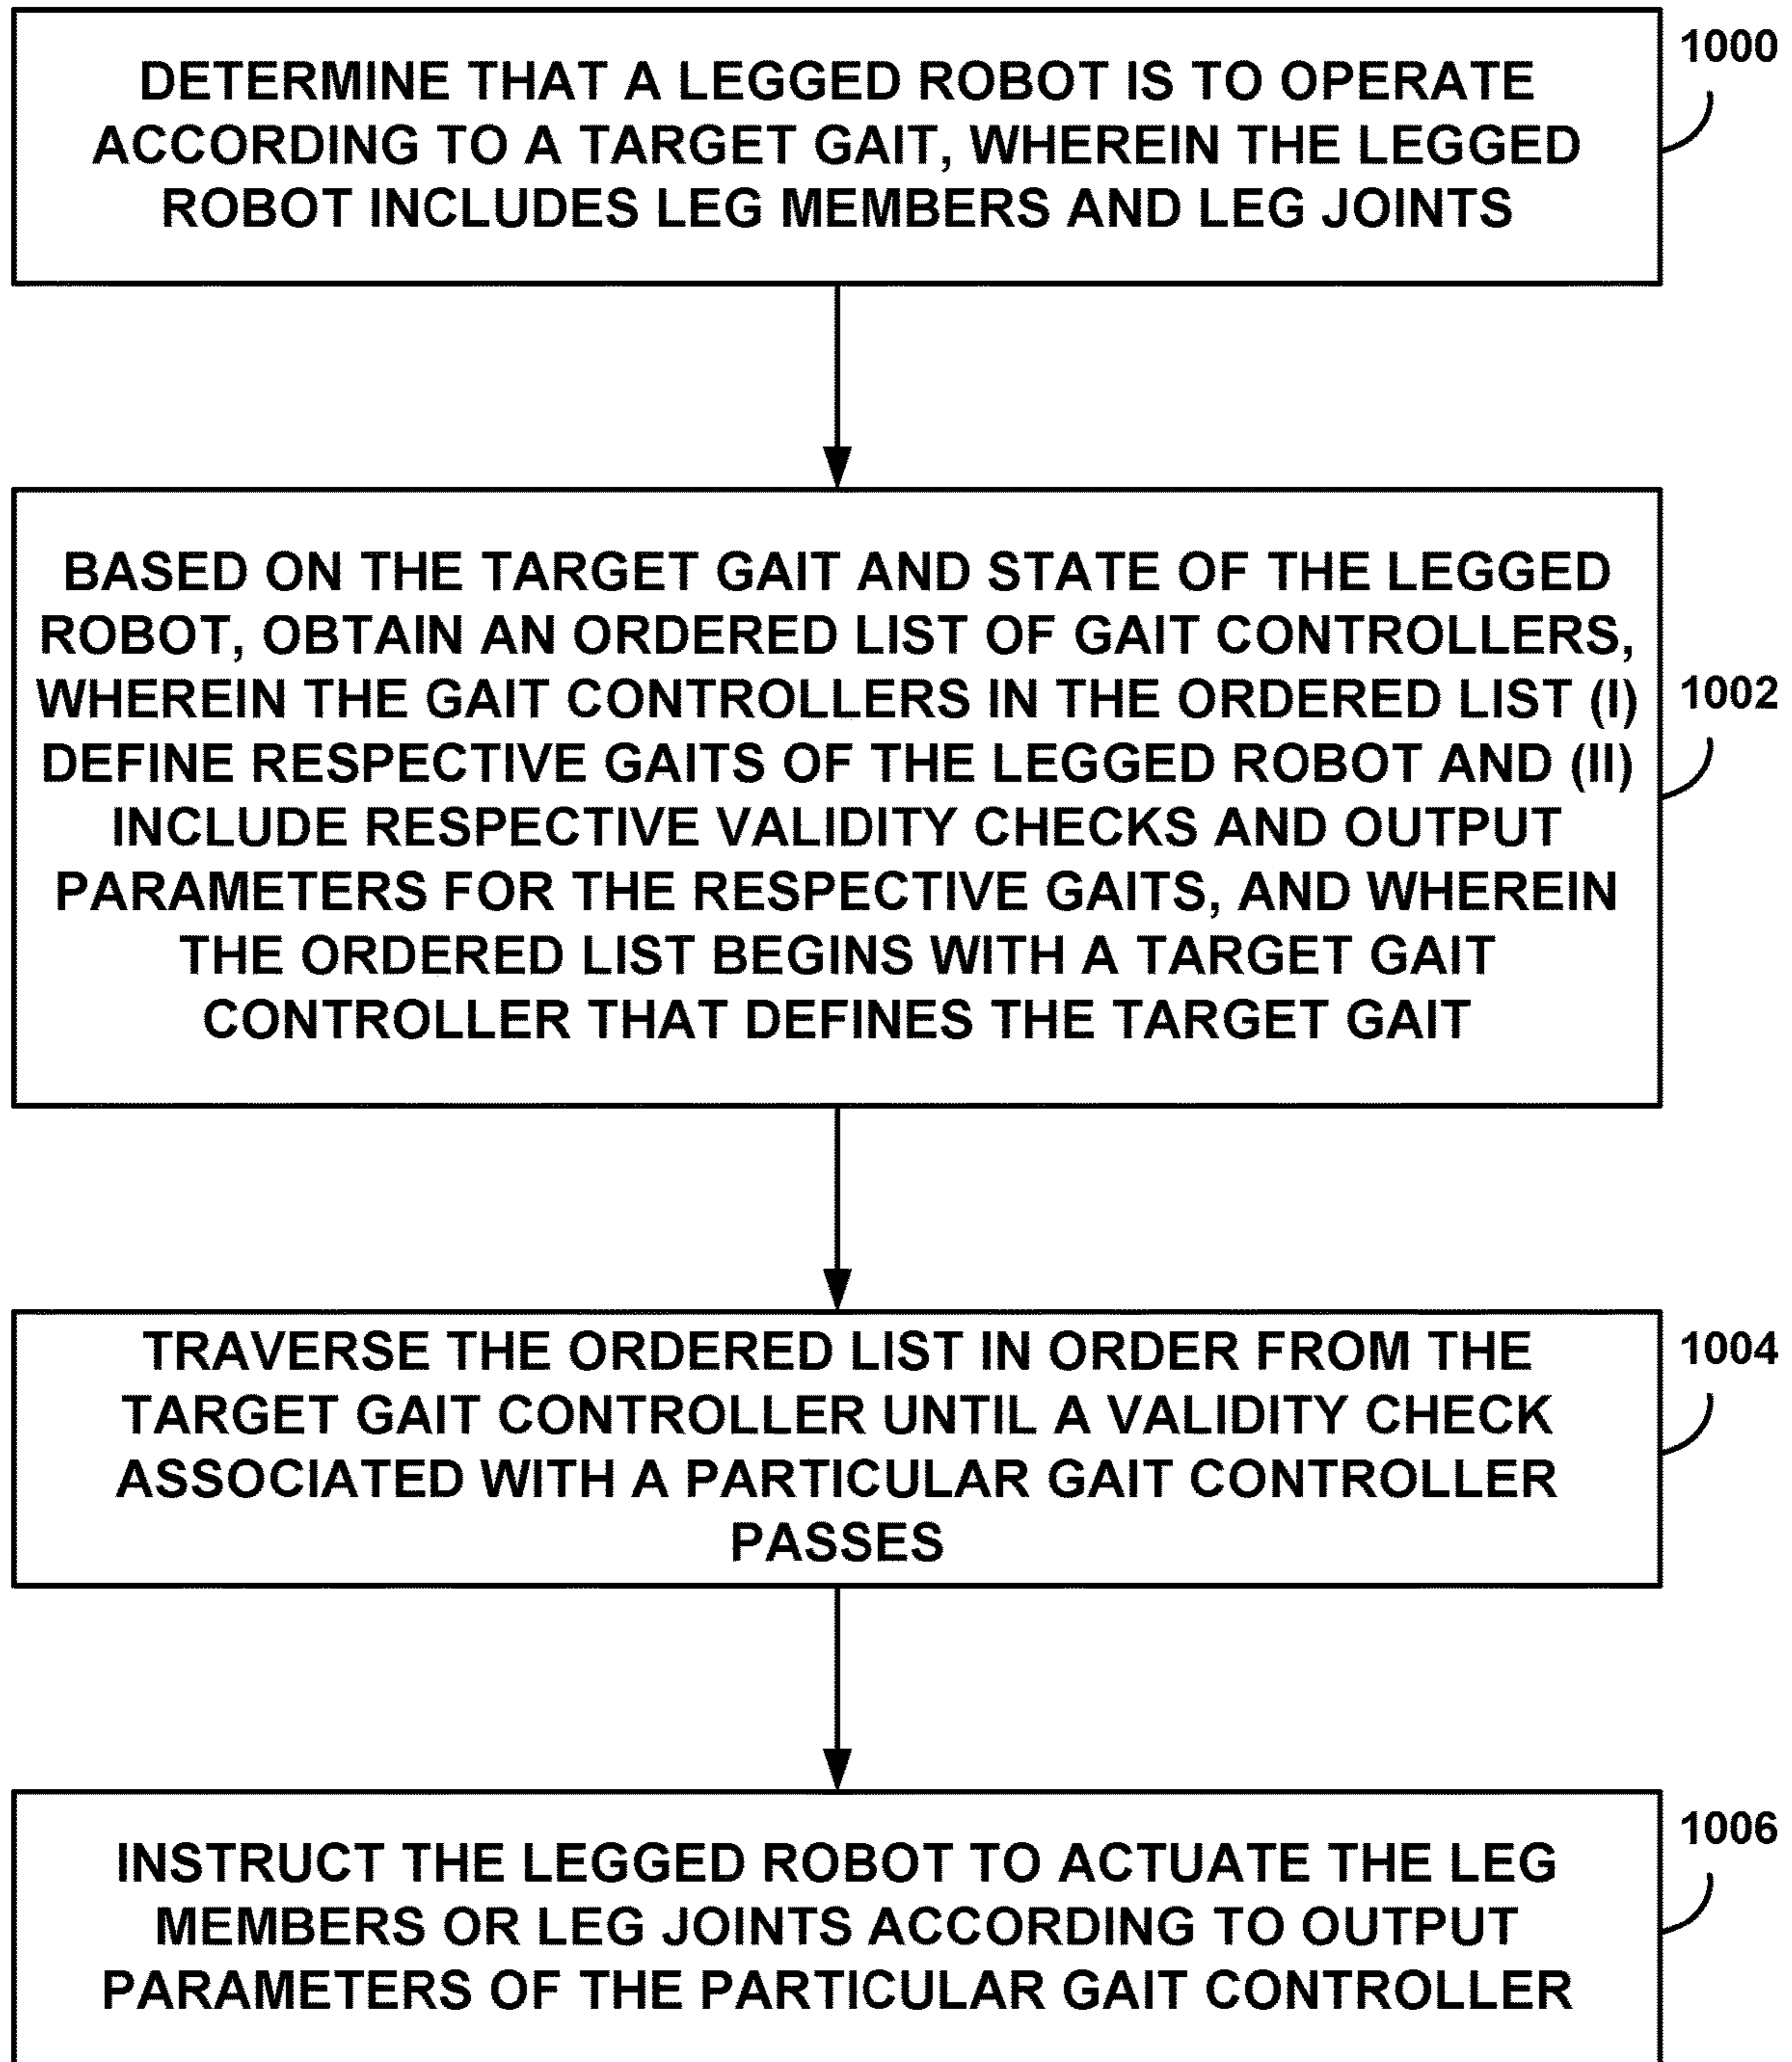 1000
DETERMINE THAT A LEGGED ROBOT IS TO OPERATE
ACCORDING TO A TARGET GAIT, WHEREIN THE LEGGED
ROBOT INCLUDES LEG MEMBERS AND LEG JOINTS
BASED ON THE TARGET GAIT AND STATE OF THE LEGGED
ROBOT, OBTAIN AN ORDERED LIST OF GAIT CONTROLLERS,
WHEREIN THE GAIT CONTROLLERS IN THE ORDERED LIST (I)
1002
DEFINE RESPECTIVE GAITS OF THE LEGGED ROBOT AND (II)
INCLUDE RESPECTIVE VALIDITY CHECKS AND OUTPUT
PARAMETERS FOR THE RESPECTIVE GAITS, AND WHEREIN
THE ORDERED LIST BEGINS WITH A TARGET GAIT
CONTROLLER THAT DEFINES THE TARGET GAIT
TRAVERSE THE ORDERED LIST IN ORDER FROM THE
1004
TARGET GAIT CONTROLLER UNTIL A VALIDITY CHECK
ASSOCIATED WITH A PARTICULAR GAIT CONTROLLER
PASSES
1006
INSTRUCT THE LEGGED ROBOT TO ACTUATE THE LEG
MEMBERS OR LEG JOINTS ACCORDING TO OUTPUT
PARAMETERS OF THE PARTICULAR GAIT CONTROLLER